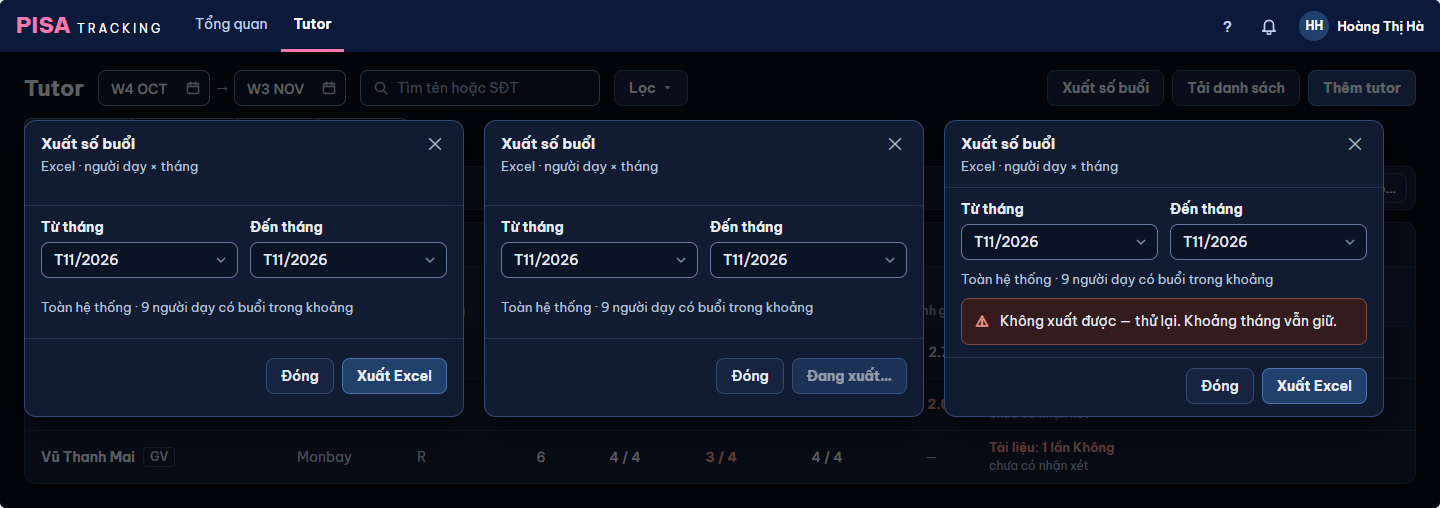 PISA TRACKING Tổng quan Tutor ? HH Hoàng Thị Hà
Tutor W4 OCT → W3 NOV Tìm tên hoặc SĐT Lọc Xuất số buổi Tải danh sách Thêm tutor
Xuất số buổi
Excel · người dạy × tháng
Từ tháng Đến tháng
T11/2026 T11/2026
Toàn hệ thống · 9 người dạy có buổi trong khoảng
Đóng Xuất Excel
Xuất số buổi
Excel · người dạy × tháng
Từ tháng Đến tháng
T11/2026 T11/2026
Toàn hệ thống · 9 người dạy có buổi trong khoảng
Đóng Đang xuất...
Xuất số buổi
Excel · người dạy × tháng
Từ tháng Đến tháng
T11/2026 T11/2026
Toàn hệ thống · 9 người dạy có buổi trong khoảng
Không xuất được — thử lại. Khoảng tháng vẫn giữ.
Đóng Xuất Excel
Vũ Thanh Mai GV Monbay R 6 4 / 4 3 / 4 4 / 4 — Tài liệu: 1 lần Không
chưa có nhận xét